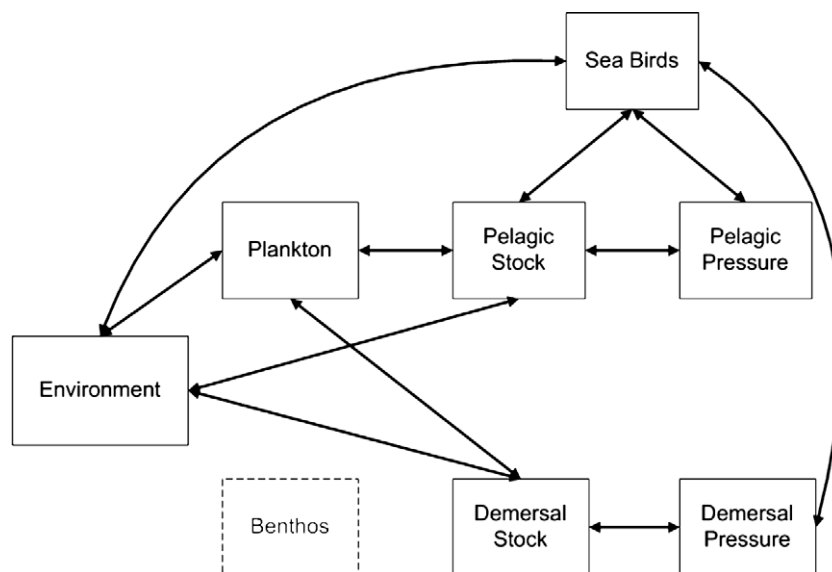 Sea Birds
Plankton
Pelagic
Stock
Pelagic
Pressure
Environment
Benthos
Demersal
Stock
Demersal
Pressure